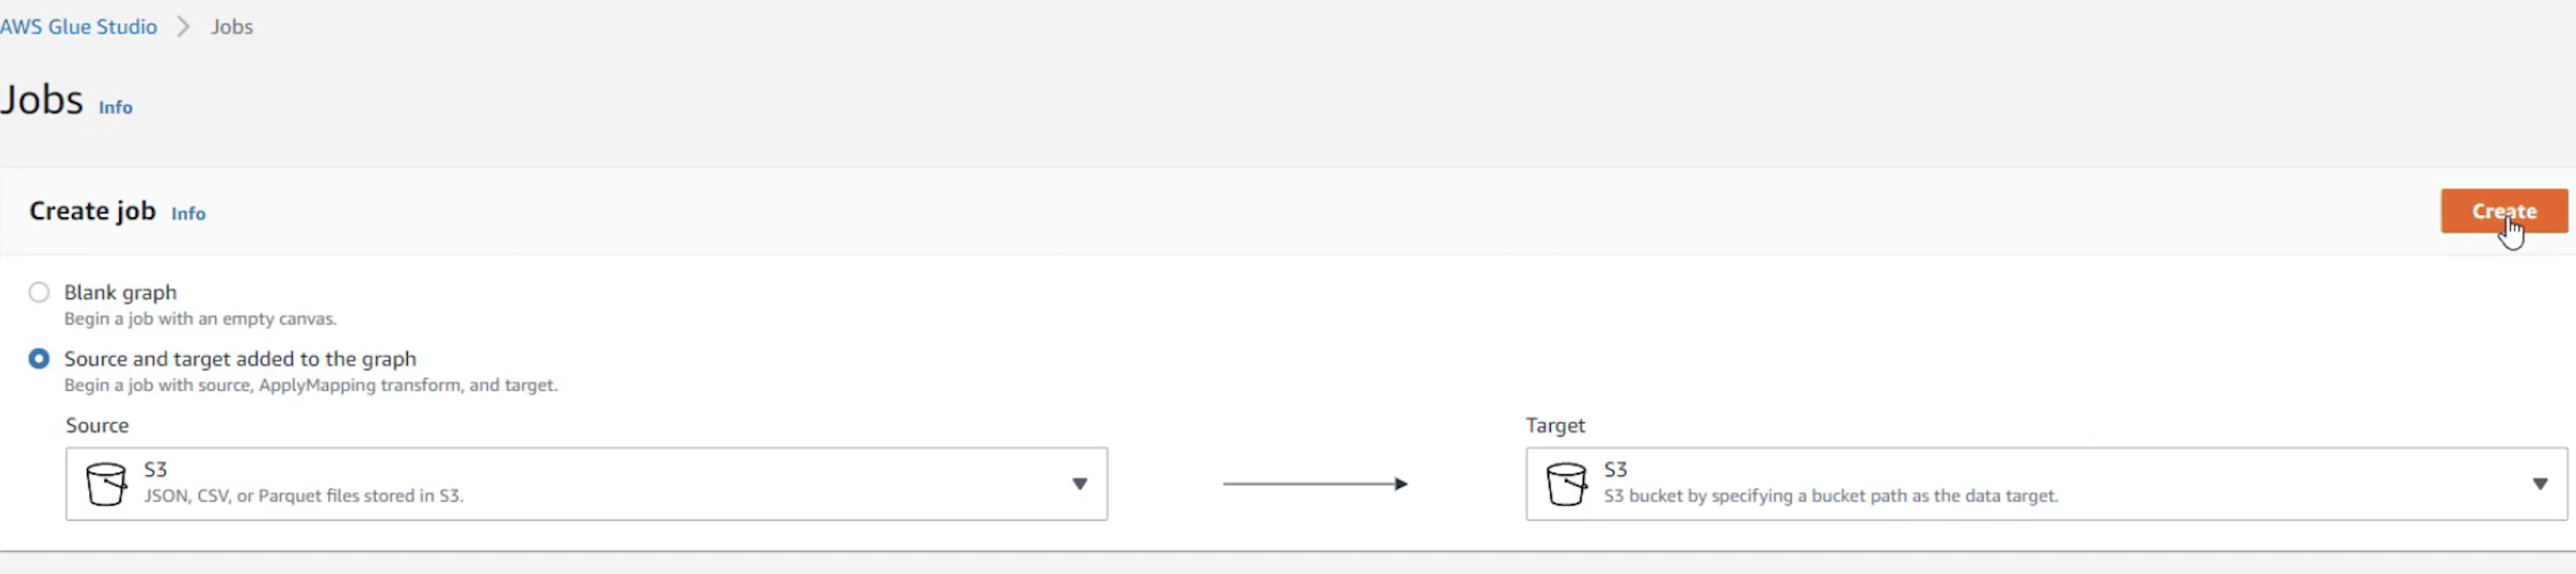 AWS Glue Studio > Jobs
Jobs Info
Create job Info
Create
Blank graph
Begin a job with an empty canvas.
Source and target added to the graph
Begin a job with source, ApplyMapping transform, and target.
Source
S3
JSON, CSV, or Parquet files stored in S3.
Target
S3
S3 bucket by specifying a bucket path as the data target.